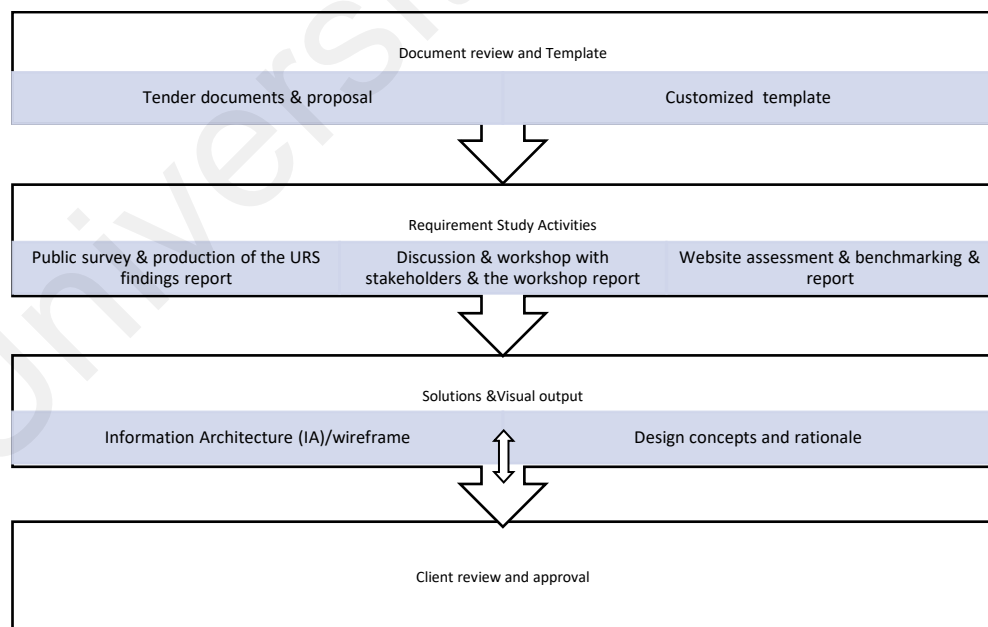 Document review and Template
Tender documents & proposal
Customized template
Requirement Study Activities
Public survey & production of the URS
findings report
Discussion & workshop with
stakeholders & the workshop report
Website assessment & benchmarking &
report
Solutions &Visual output
Information Architecture (IA)/wireframe
Design concepts and rationale
Client review and approval
Universi